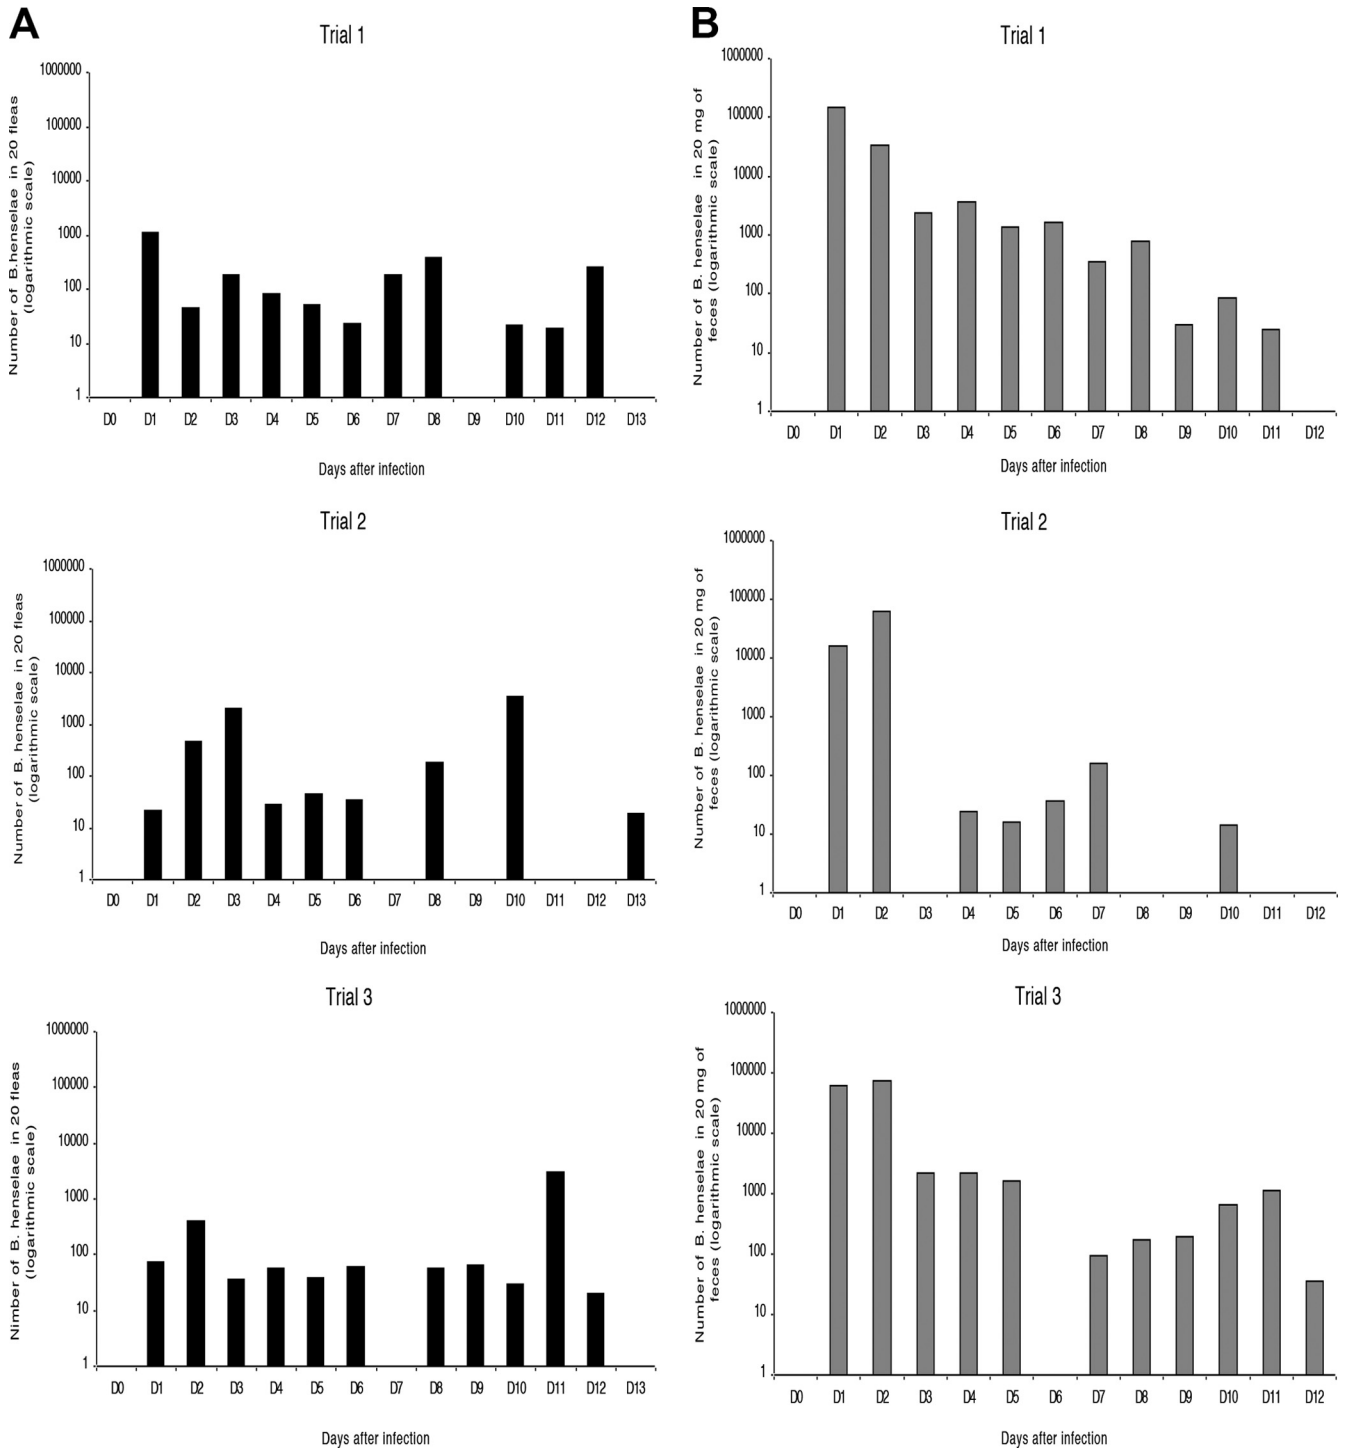 A
Trial 1
Number of B.henselae in 20 fleas
(logarithmic scale)
1000000
100000
10000
1000
100
10
1
D0 D1 D2 D3 D4 D5 D6 D7 D8 D9 D10 D11 D12 D13
Days after infection
Trial 2
Number of B. henselae in 20 fleas
(logarithmic scale)
1000000
100000
10000
1000
100
10
1
D0 D1 D2 D3 D4 D5 D6 D7 D8 D9 D10 D11 D12 D13
Days after infection
Trial 3
Nimber of B. henselae in 20 fleas
(logarithmic scale)
1000000
100000
10000
1000
100
10
1
D0 D1 D2 D3 D4 D5 D6 D7 D8 D9 D10 D11 D12 D13
Days after infection
B
Trial 1
Number of B. henselae in 20 mg of
feces (logarithmic scale)
1000000
100000
10000
1000
100
10
1
D0 D1 D2 D3 D4 D5 D6 D7 D8 D9 D10 D11 D12
Days after infection
Trial 2
Number of B. henselae in 20 mg of
feces (logarithmic scale)
1000000
100000
10000
1000
100
10
1
D0 D1 D2 D3 D4 D5 D6 D7 D8 D9 D10 D11 D12
Days after infection
Trial 3
Number of B. henselae in 20 mg of
feces (logarithmic scale)
1000000
100000
10000
1000
100
10
1
D0 D1 D2 D3 D4 D5 D6 D7 D8 D9 D10 D11 D12
Days after infection